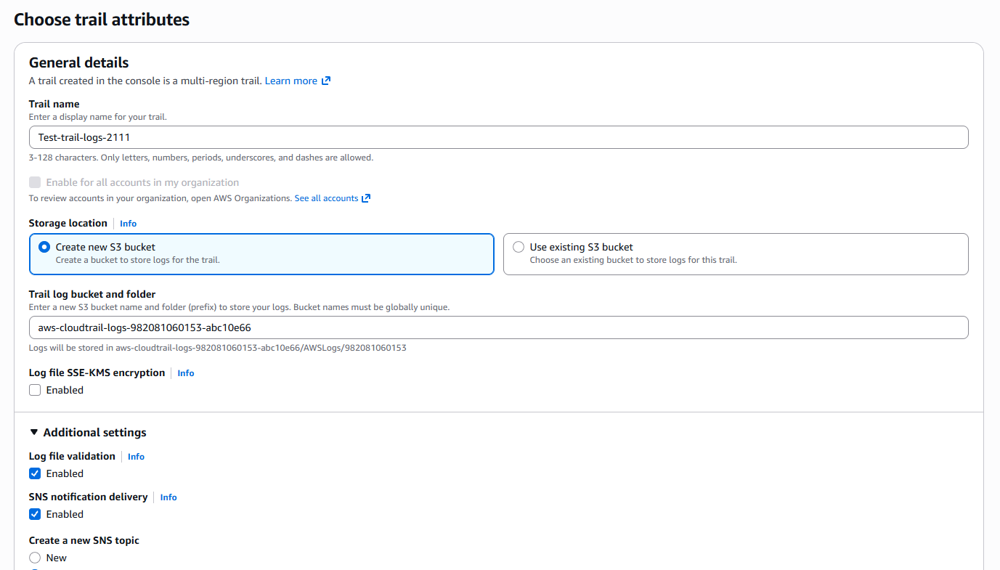 Choose trail attributes
General details
A trail created in the console is a multi-region trail. Learn more
Trail name
Enter a display name for your trail.
Test-trail-logs-2111
3-128 characters. Only letters, numbers, periods, underscores, and dashes are allowed.
Enable for all accounts in my organization
To review accounts in your organization, open AWS Organizations. See all accounts
Storage location Info
Create new S3 bucket
Create a bucket to store logs for the trail.
Use existing S3 bucket
Choose an existing bucket to store logs for this trail.
Trail log bucket and folder
Enter a new S3 bucket name and folder (prefix) to store your logs. Bucket names must be globally unique.
aws-cloudtrail-logs-982081060153-abc10e66
Logs will be stored in aws-cloudtrail-logs-982081060153-abc10e66/AWSLogs/982081060153
Log file SSE-KMS encryption Info
Enabled
Additional settings
Log file validation Info
Enabled
SNS notification delivery Info
Enabled
Create a new SNS topic
New